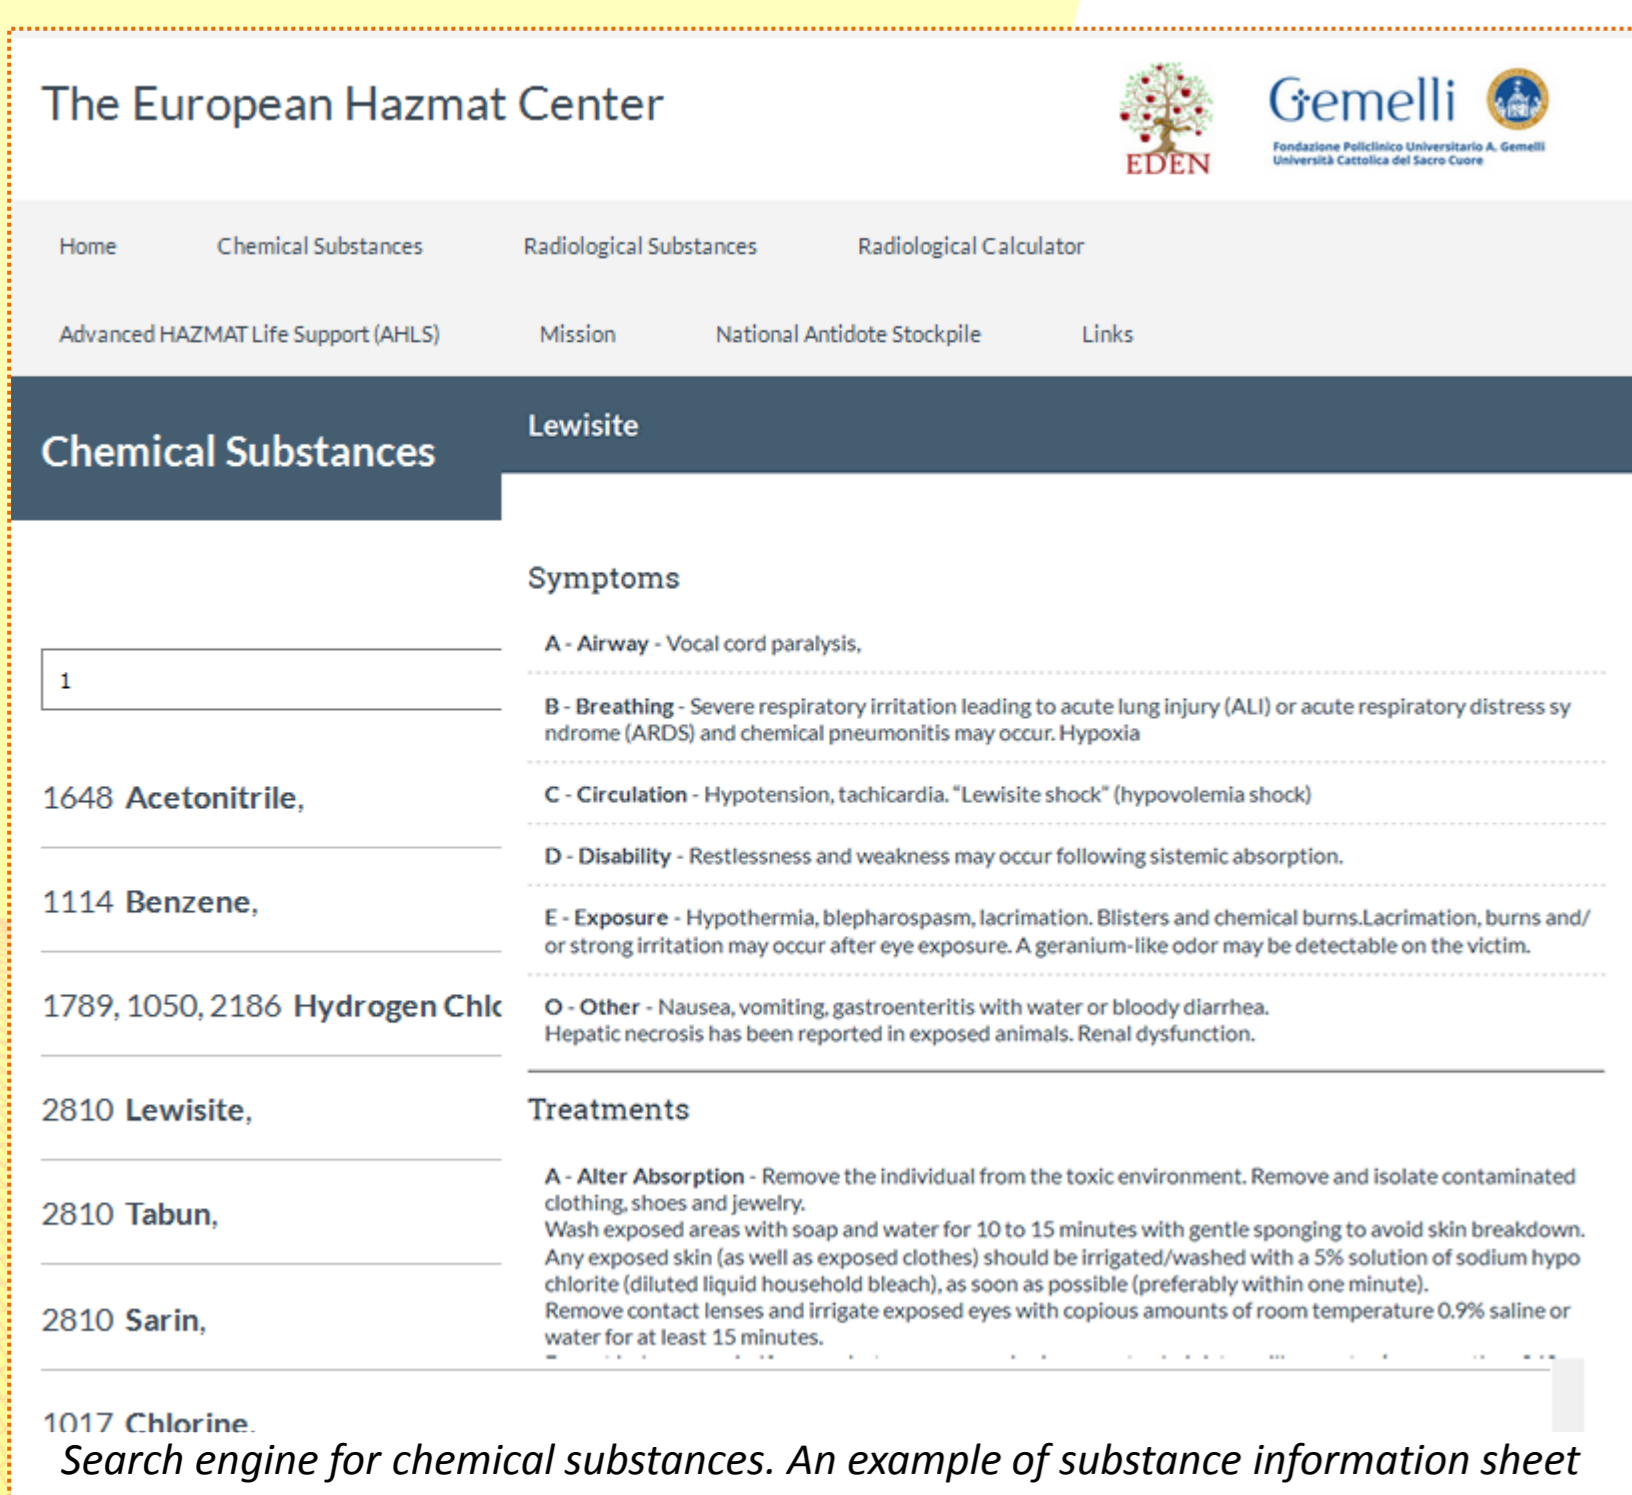 The European Hazmat Center
EDEN
Gemelli
Fondazione Policlinico Universitario A. Gemelli
Università Cattolica del Sacro Cuore
Home Chemical Substances Radiological Substances Radiological Calculator
Advanced HAZMAT Life Support (AHLS) Mission National Antidote Stockpile Links
Chemical Substances
1
1648 Acetonitrile,
1114 Benzene,
1789, 1050, 2186 Hydrogen Chlo
2810 Lewisite,
2810 Tabun,
2810 Sarin,
1017 Chlorine,
Lewisite
Symptoms
A - Airway - Vocal cord paralysis,
B - Breathing - Severe respiratory irritation leading to acute lung injury (ALI) or acute respiratory distress sy
ndrome (ARDS) and chemical pneumonitis may occur. Hypoxia
C - Circulation - Hypotension, tachicardia. “Lewisite shock” (hypovolemia shock)
D - Disability - Restlessness and weakness may occur following sistemic absorption.
E - Exposure - Hypothermia, blepharospasm, lacrimation. Blisters and chemical burns.Lacrimation, burns and/
or strong irritation may occur after eye exposure. A geranium-like odor may be detectable on the victim.
O - Other - Nausea, vomiting, gastroenteritis with water or bloody diarrhea.
Hepatic necrosis has been reported in exposed animals. Renal dysfunction.
Treatments
A - Alter Absorption - Remove the individual from the toxic environment. Remove and isolate contaminated
clothing, shoes and jewelry.
Wash exposed areas with soap and water for 10 to 15 minutes with gentle sponging to avoid skin breakdown.
Any exposed skin (as well as exposed clothes) should be irrigated/washed with a 5% solution of sodium hypo
chlorite (diluted liquid household bleach), as soon as possible (preferably within one minute).
Remove contact lenses and irrigate exposed eyes with copious amounts of room temperature 0.9% saline or
water for at least 15 minutes.
Search engine for chemical substances. An example of substance information sheet